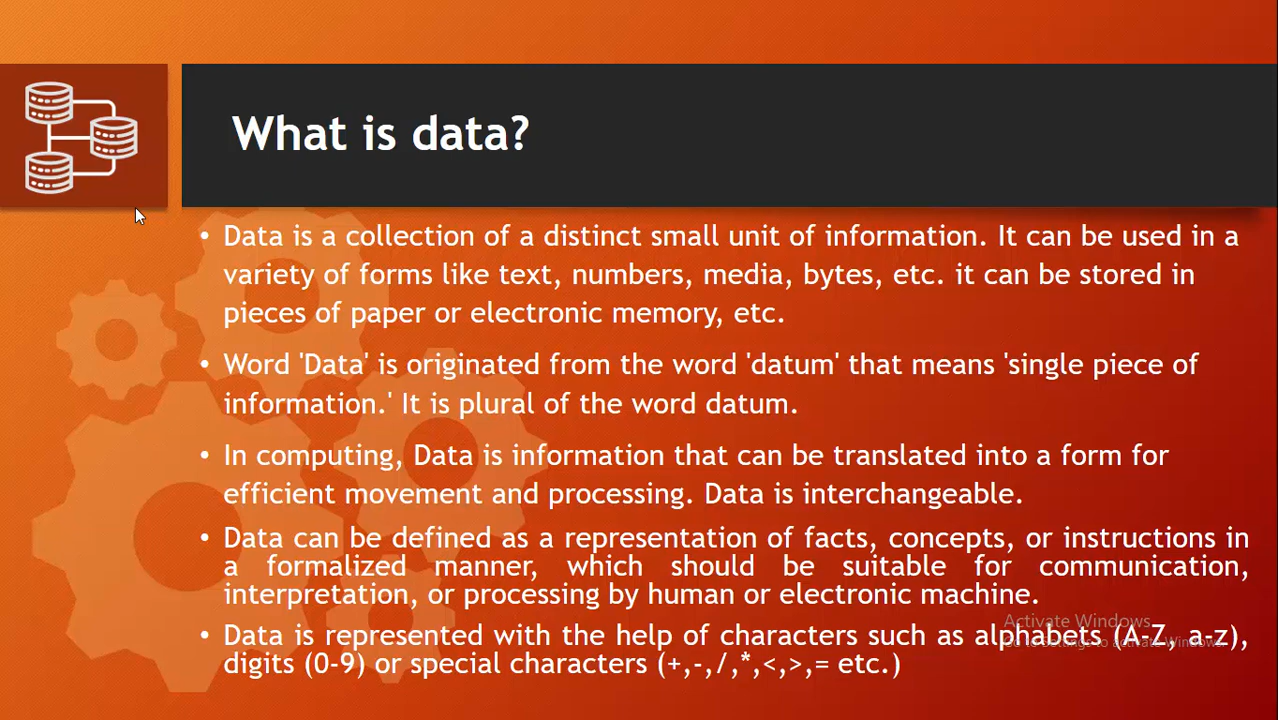 What is data?
• Data is a collection of a distinct small unit of information. It can be used in a
variety of forms like text, numbers, media, bytes, etc. it can be stored in
pieces of paper or electronic memory, etc.
• Word 'Data' is originated from the word 'datum' that means 'single piece of
information.' It is plural of the word datum.
• In computing, Data is information that can be translated into a form for
efficient movement and processing. Data is interchangeable.
• Data can be defined as a representation of facts, concepts, or instructions in
a formalized manner, which should be suitable for communication,
interpretation, or processing by human or electronic machine.
• Data is represented with the help of characters such as alphabets (A-Z, a-z),
digits (0-9) or special characters (+,-,/,*,<,>,= etc.)
Activate Windows
Go to Settings to activate Windows.